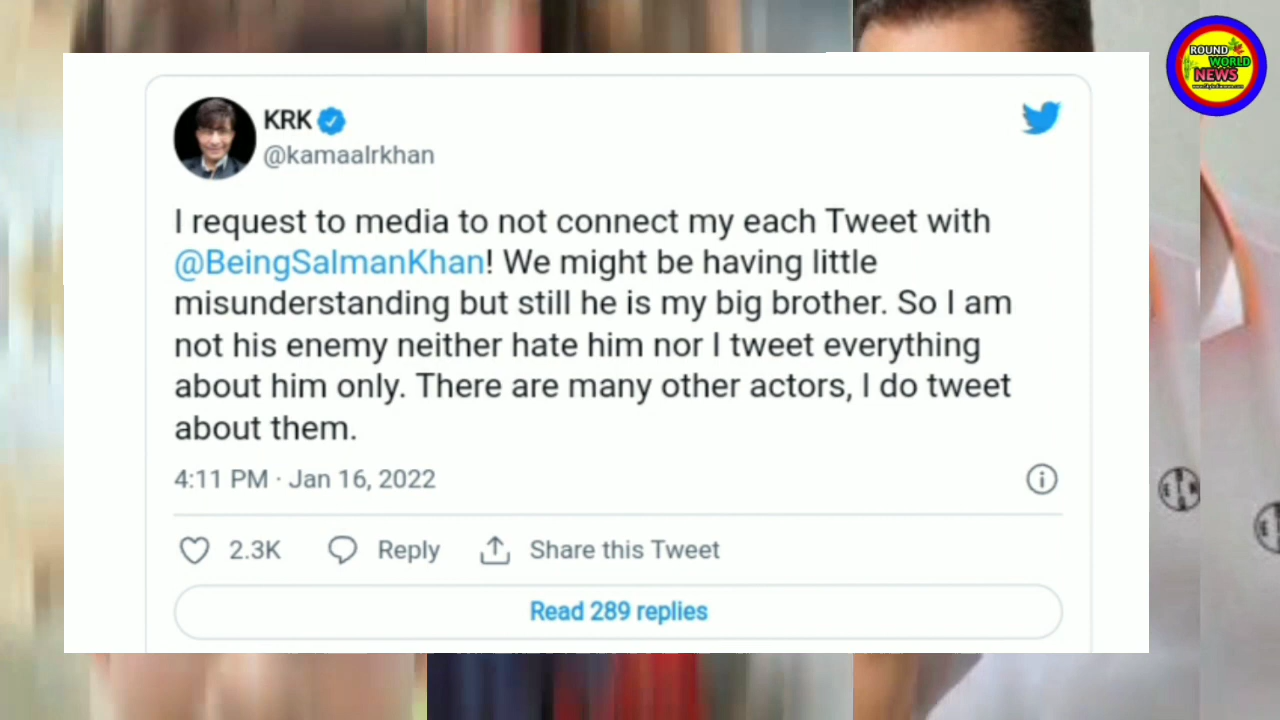 ROUND
WORLD
NEWS
KRK
@kamaalrkhan
I request to media to not connect my each Tweet with
@BeingSalmanKhan! We might be having little
misunderstanding but still he is my big brother. So I am
not his enemy neither hate him nor I tweet everything
about him only. There are many other actors, I do tweet
about them.
4:11 PM · Jan 16, 2022
2.3K Reply Share this Tweet
Read 289 replies